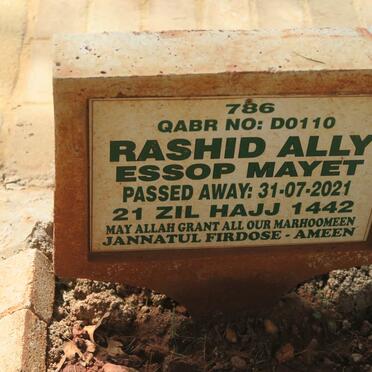 786
QABR NO: D0110
RASHID ALLY
ESSOP MAYET
PASSED AWAY: 31-07-2021
21 ZIL HAJJ 1442
MAY ALLAH GRANT ALL OUR MARHOOMEEN
JANNATUL FIRDOSE - AMEEN